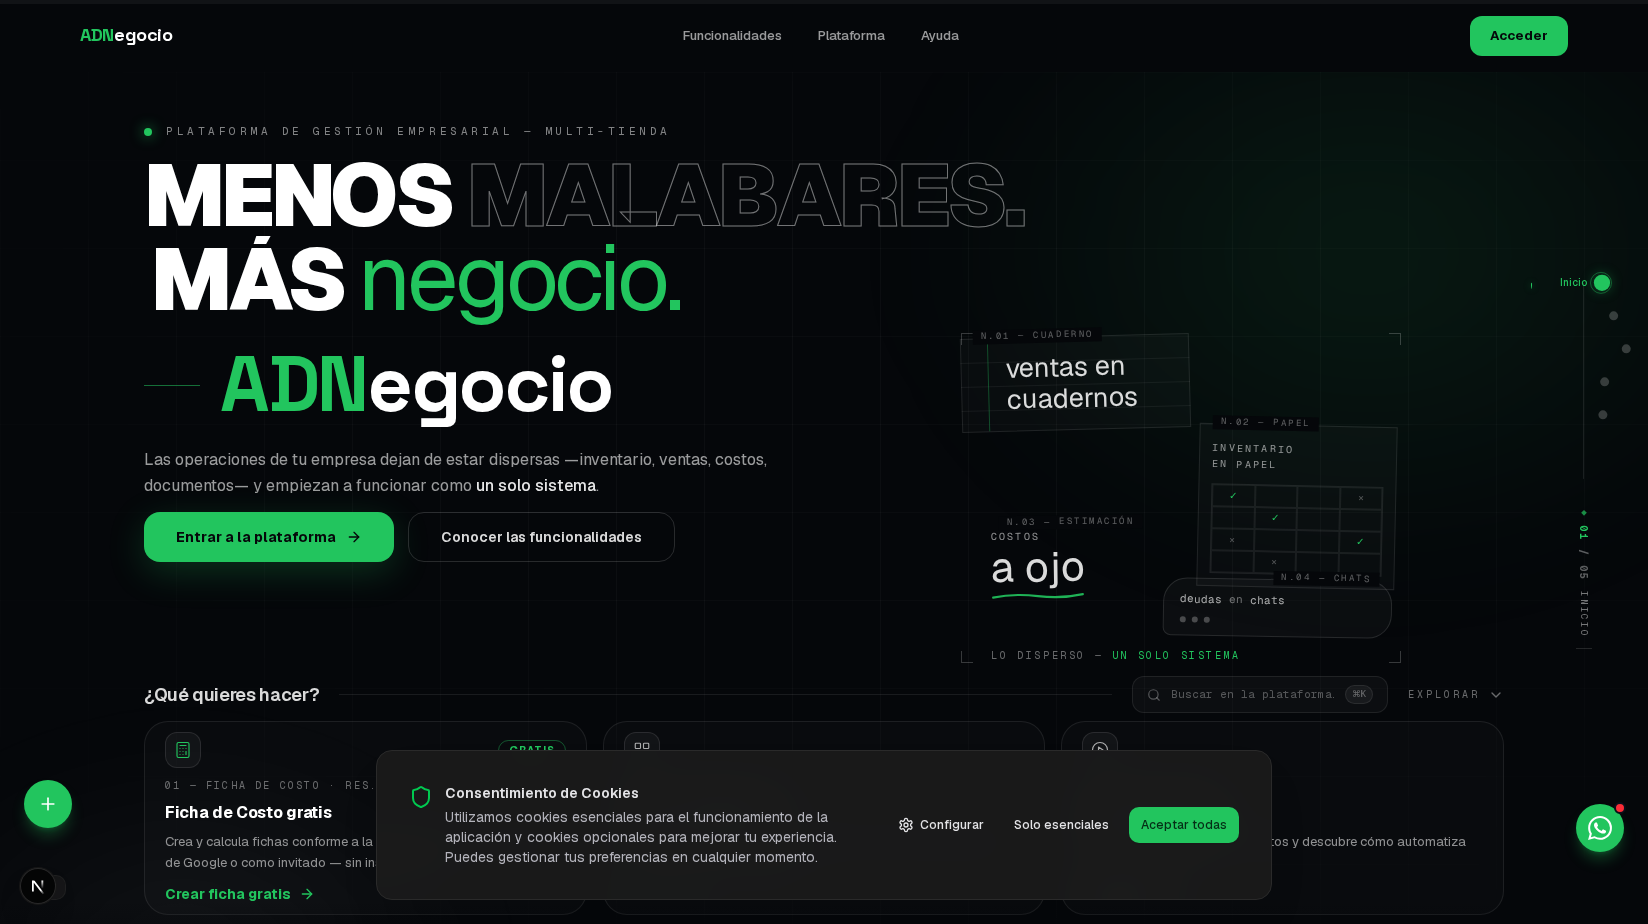 ADNegocio
Funcionalidades
Plataforma
Ayuda
Acceder
PLATAFORMA DE GESTIÓN EMPRESARIAL — MULTI-TIENDA
MENOS MALABARES.
MÁS negocio.
ADNegocio
Las operaciones de tu empresa dejan de estar dispersas —inventario, ventas, costos,
documentos— y empiezan a funcionar como un solo sistema.
Entrar a la plataforma
Conocer las funcionalidades
Inicio
N.01 — CUADERNO
ventas en
cuadernos
N.02 — PAPEL
INVENTARIO
EN PAPEL
N.03 — ESTIMACIÓN
COSTOS
a ojo
N.04 — CHATS
deudas en chats
LO DISPERSO — UN SOLO SISTEMA
01 / 05 INICIO
¿Qué quieres hacer?
Buscar en la plataforma.
⌘K
EXPLORAR
GRATIS
01 — FICHA DE COSTO · RES.
Ficha de Costo gratis
Crea y calcula fichas conforme a la
de Google o como invitado — sin in
Crear ficha gratis
tos y descubre cómo automatiza
Consentimiento de Cookies
Utilizamos cookies esenciales para el funcionamiento de la
aplicación y cookies opcionales para mejorar tu experiencia.
Puedes gestionar tus preferencias en cualquier momento.
Configurar
Solo esenciales
Aceptar todas